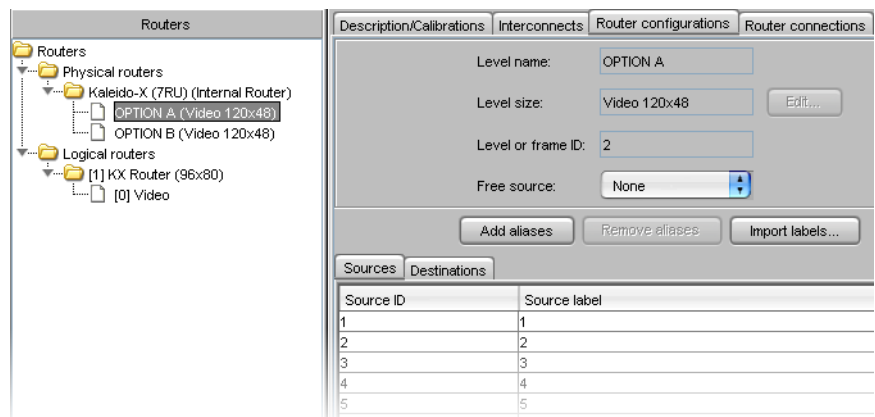 Routers
Routers
Physical routers
Kaleido-X (7RU) (Internal Router)
OPTION A (Video 120x48)
OPTION B (Video 120x48)
Logical routers
[1] KX Router (96x80)
[0] Video
Description/Calibrations Interconnects Router configurations Router connections
Level name: OPTION A
Level size: Video 120x48 Edit...
Level or frame ID: 2
Free source: None
Add aliases Remove aliases Import labels...
Sources Destinations
Source ID Source label
1 1
2 2
3 3
4 4
5 5